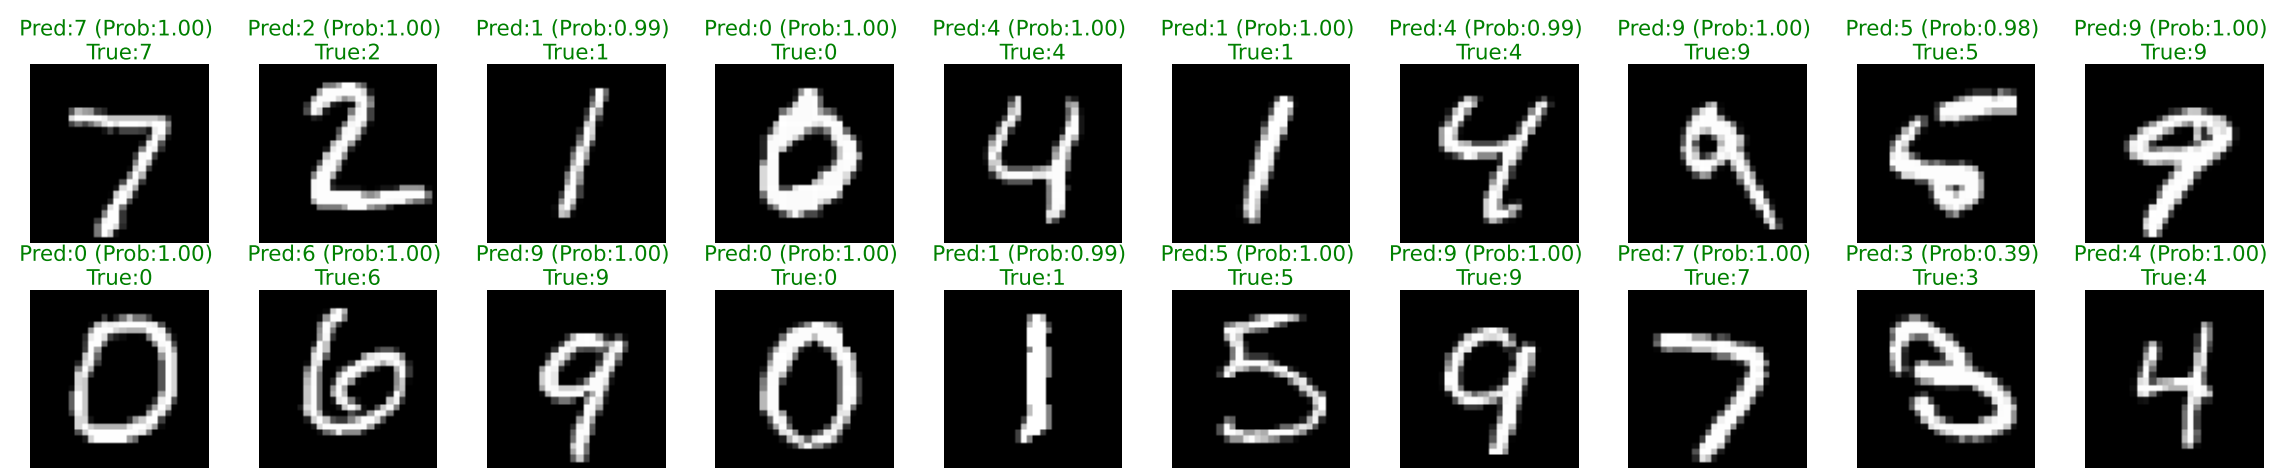 Pred:7 (Prob:1.00) Pred:2 (Prob:1.00) Pred:1 (Prob:0.99) Pred:0 (Prob:1.00) Pred:4 (Prob:1.00) Pred:1 (Prob:1.00) Pred:4 (Prob:0.99) Pred:9 (Prob:1.00) Pred:5 (Prob:0.98) Pred:9 (Prob:1.00)
True:7 True:2 True:1 True:0 True:4 True:1 True:4 True:9 True:5 True:9
7 2 1 0 4 1 4 9 5 9
Pred:0 (Prob:1.00) Pred:6 (Prob:1.00) Pred:9 (Prob:1.00) Pred:0 (Prob:1.00) Pred:1 (Prob:0.99) Pred:5 (Prob:1.00) Pred:9 (Prob:1.00) Pred:7 (Prob:1.00) Pred:3 (Prob:0.39) Pred:4 (Prob:1.00)
True:0 True:6 True:9 True:0 True:1 True:5 True:9 True:7 True:3 True:4
0 6 9 0 1 5 9 7 3 4